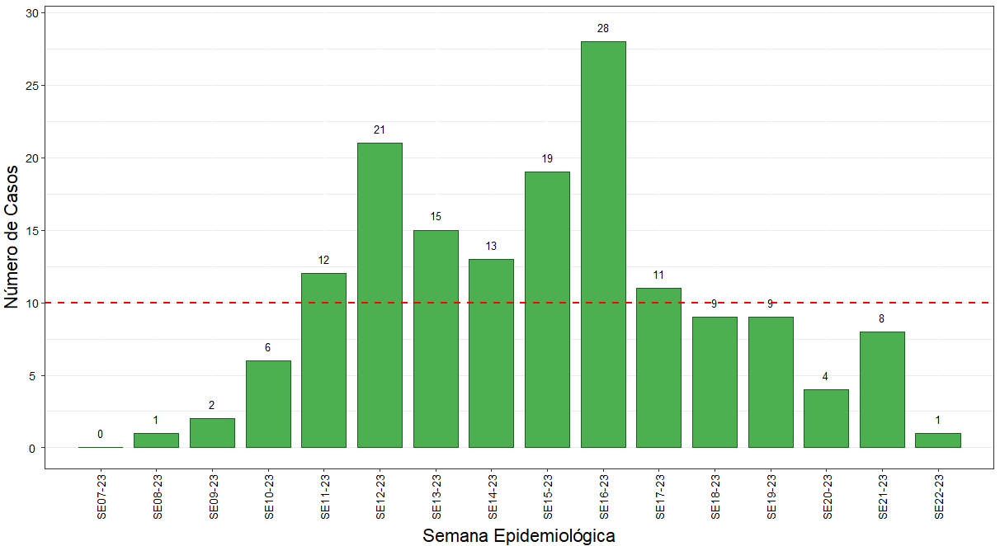 Número de Casos
30
25
20
15
10
5
0
0
1
2
6
12
21
15
13
19
28
11
9
9
4
8
1
SE07-23
SE08-23
SE09-23
SE10-23
SE11-23
SE12-23
SE13-23
SE14-23
SE15-23
SE16-23
SE17-23
SE18-23
SE19-23
SE20-23
SE21-23
SE22-23
Semana Epidemiológica